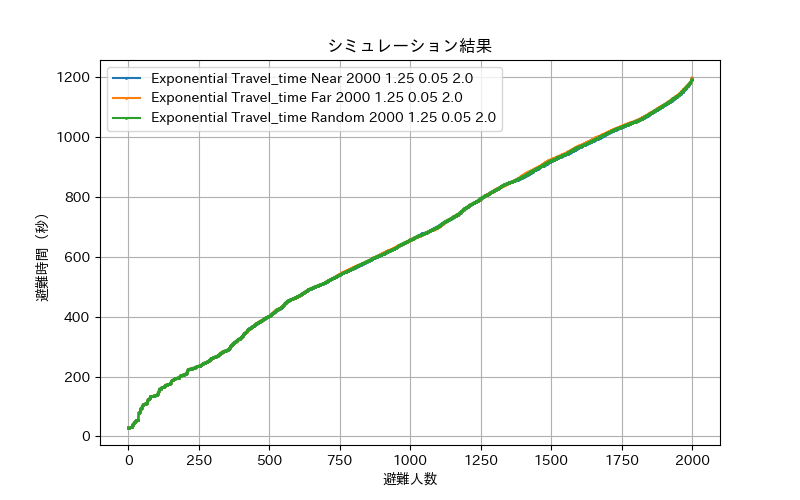 シミュレーション結果
Exponential Travel_time Near 2000 1.25 0.05 2.0
Exponential Travel_time Far 2000 1.25 0.05 2.0
Exponential Travel_time Random 2000 1.25 0.05 2.0
1200
1000
800
600
400
200
0
避難時間（秒）
0 250 500 750 1000 1250 1500 1750 2000
避難人数